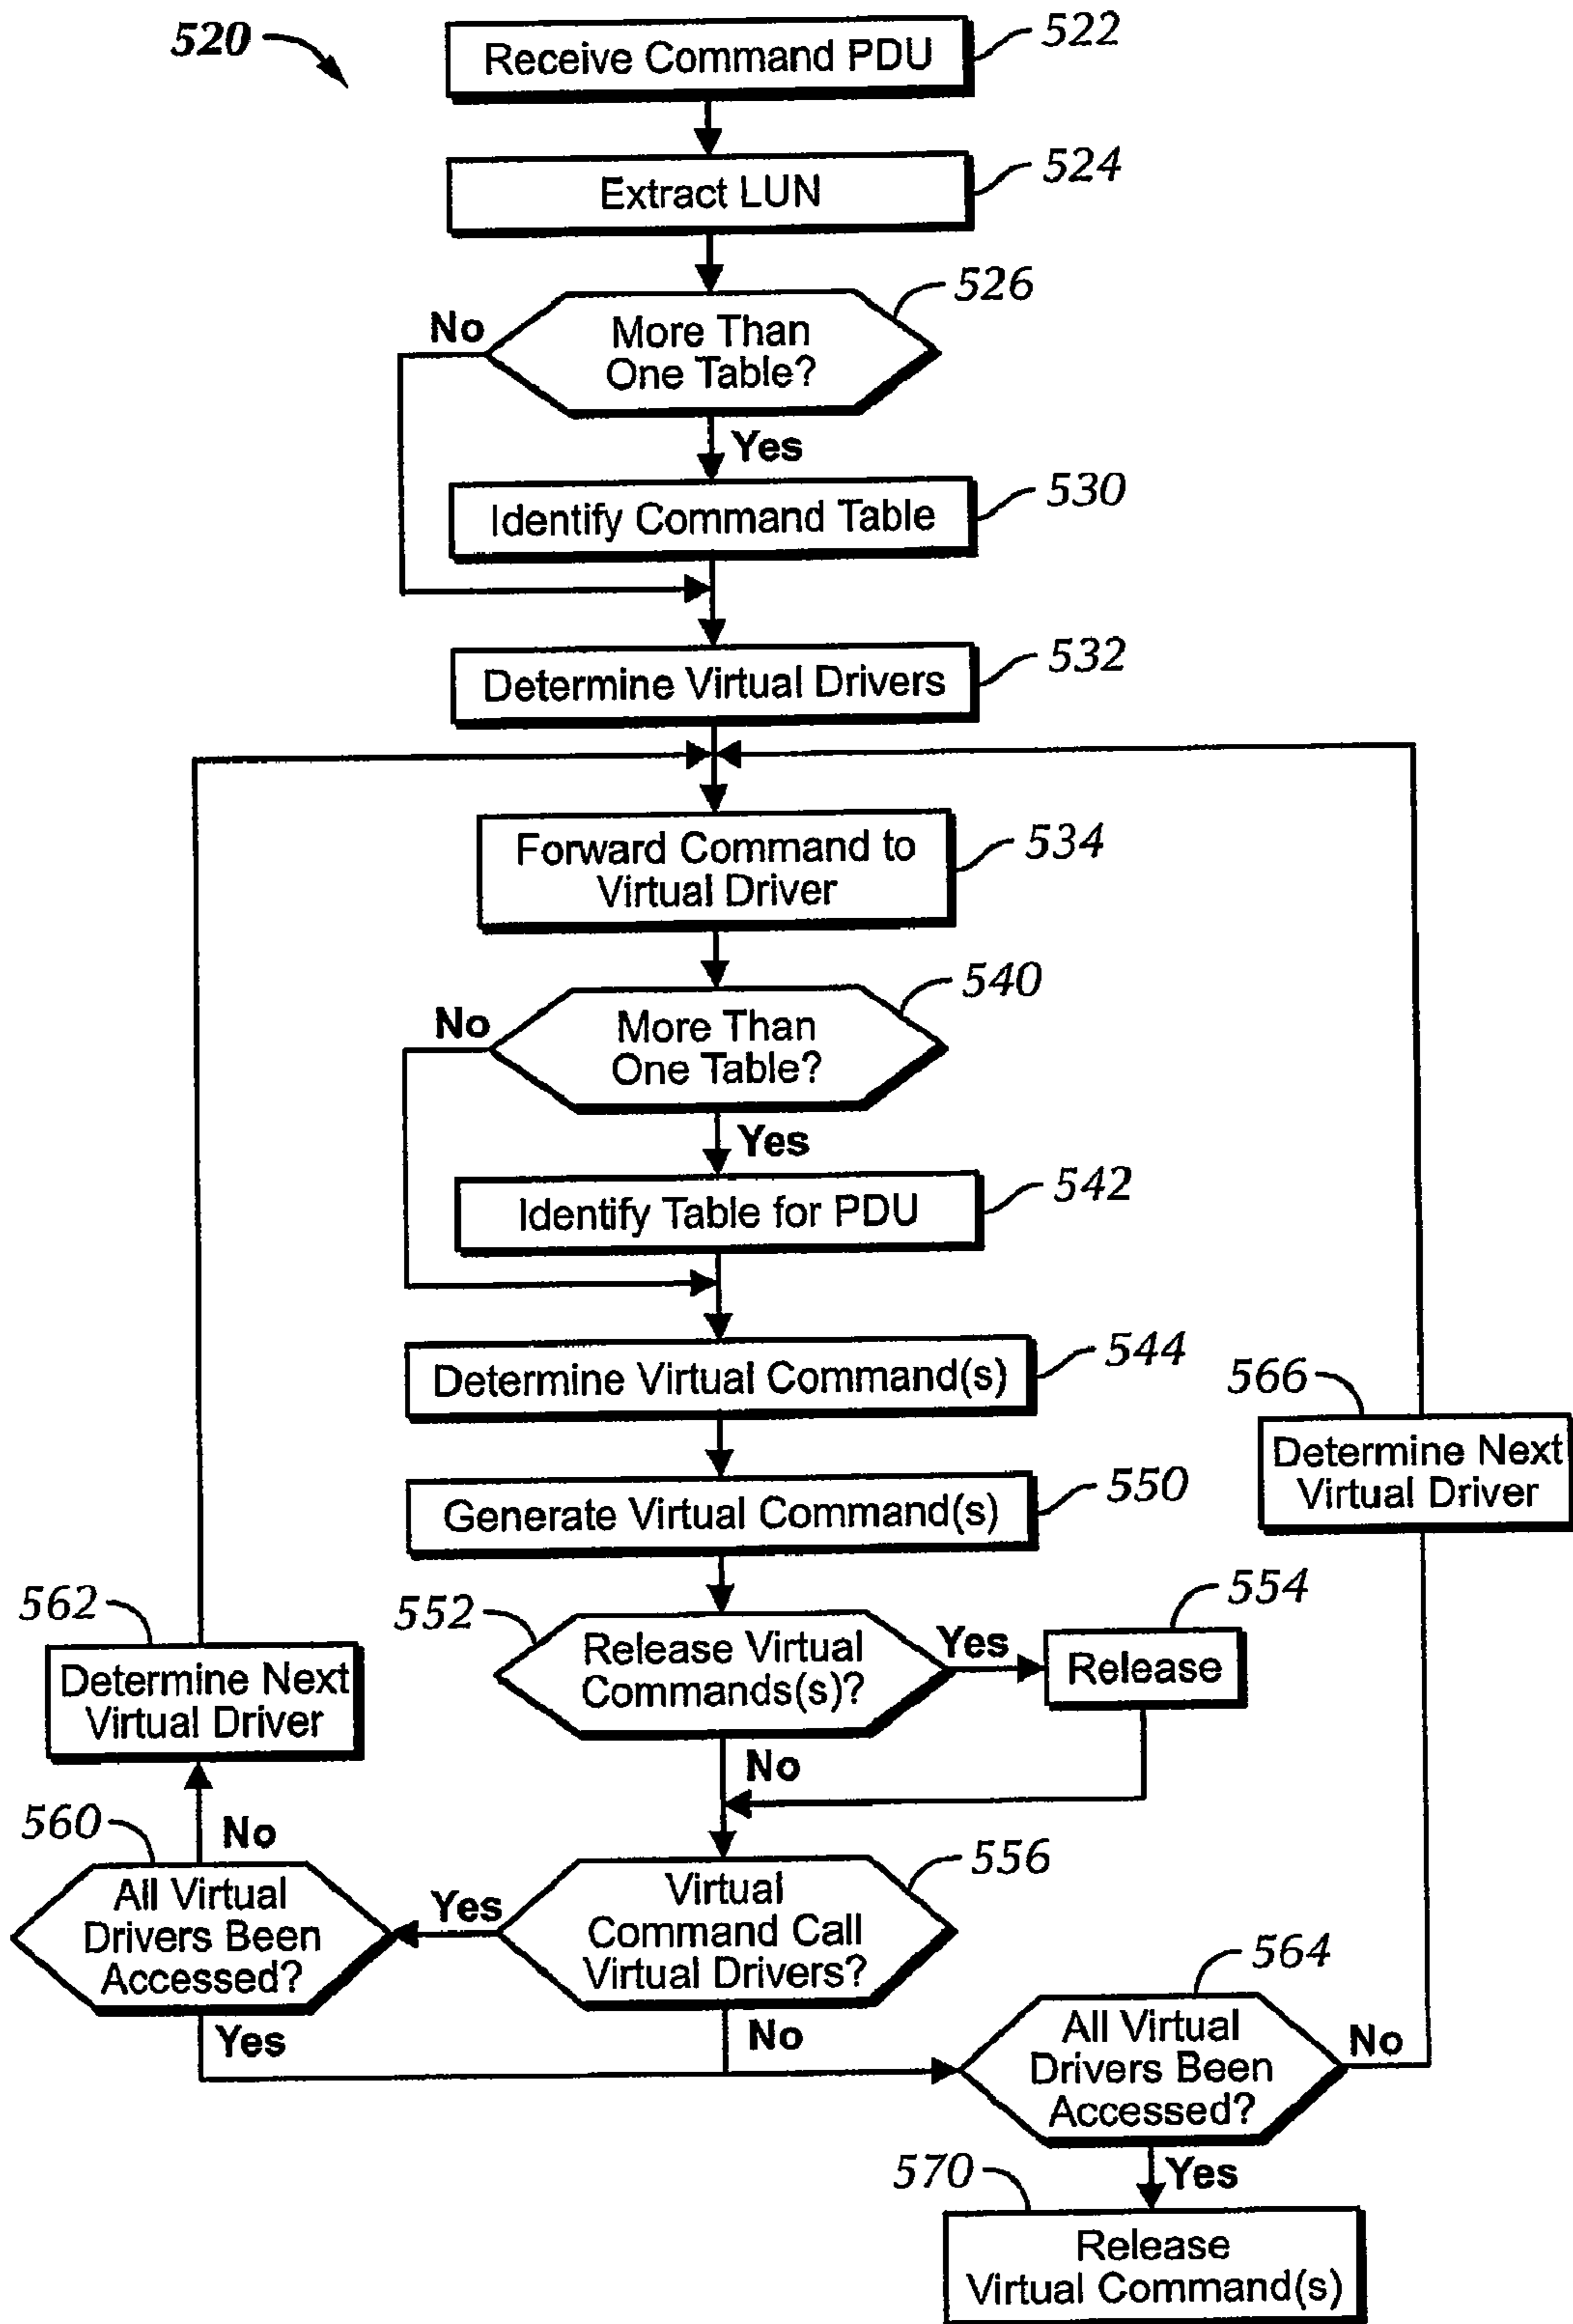 520
Receive Command PDU
522
Extract LUN
524
526
No
More Than
One Table?
Yes
Identify Command Table
530
Determine Virtual Drivers
532
Forward Command to
Virtual Driver
534
540
No
More Than
One Table?
Yes
Identify Table for PDU
542
Determine Virtual Command(s)
544
566
Determine Next
Virtual Driver
Generate Virtual Command(s)
550
562
Determine Next
Virtual Driver
552
Release Virtual
Commands(s)?
Yes
554
Release
No
560
No
All Virtual
Drivers Been
Accessed?
Yes
Yes
556
Virtual
Command Call
Virtual Drivers?
No
564
All Virtual
Drivers Been
Accessed?
No
Yes
570
Release
Virtual Command(s)